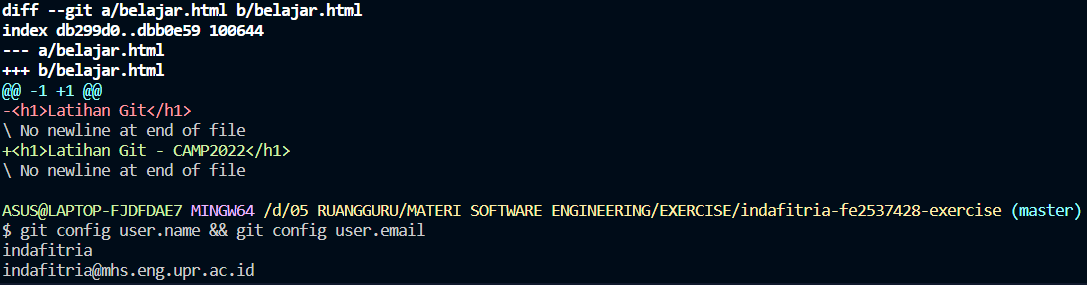 diff --git a/belajar.html b/belajar.html
index db299d0..dbb0e59 100644
--- a/belajar.html
+++ b/belajar.html
@@ -1 +1 @@
-<h1>Latihan Git</h1>
\ No newline at end of file
+<h1>Latihan Git - CAMP2022</h1>
\ No newline at end of file
ASUS@LAPTOP-FJDFDAE7 MINGW64 /d/05 RUANGGURU/MATERI SOFTWARE ENGINEERING/EXERCISE/indafitria-fe2537428-exercise (master)
$ git config user.name && git config user.email
indafitria
indafitria@mhs.eng.upr.ac.id